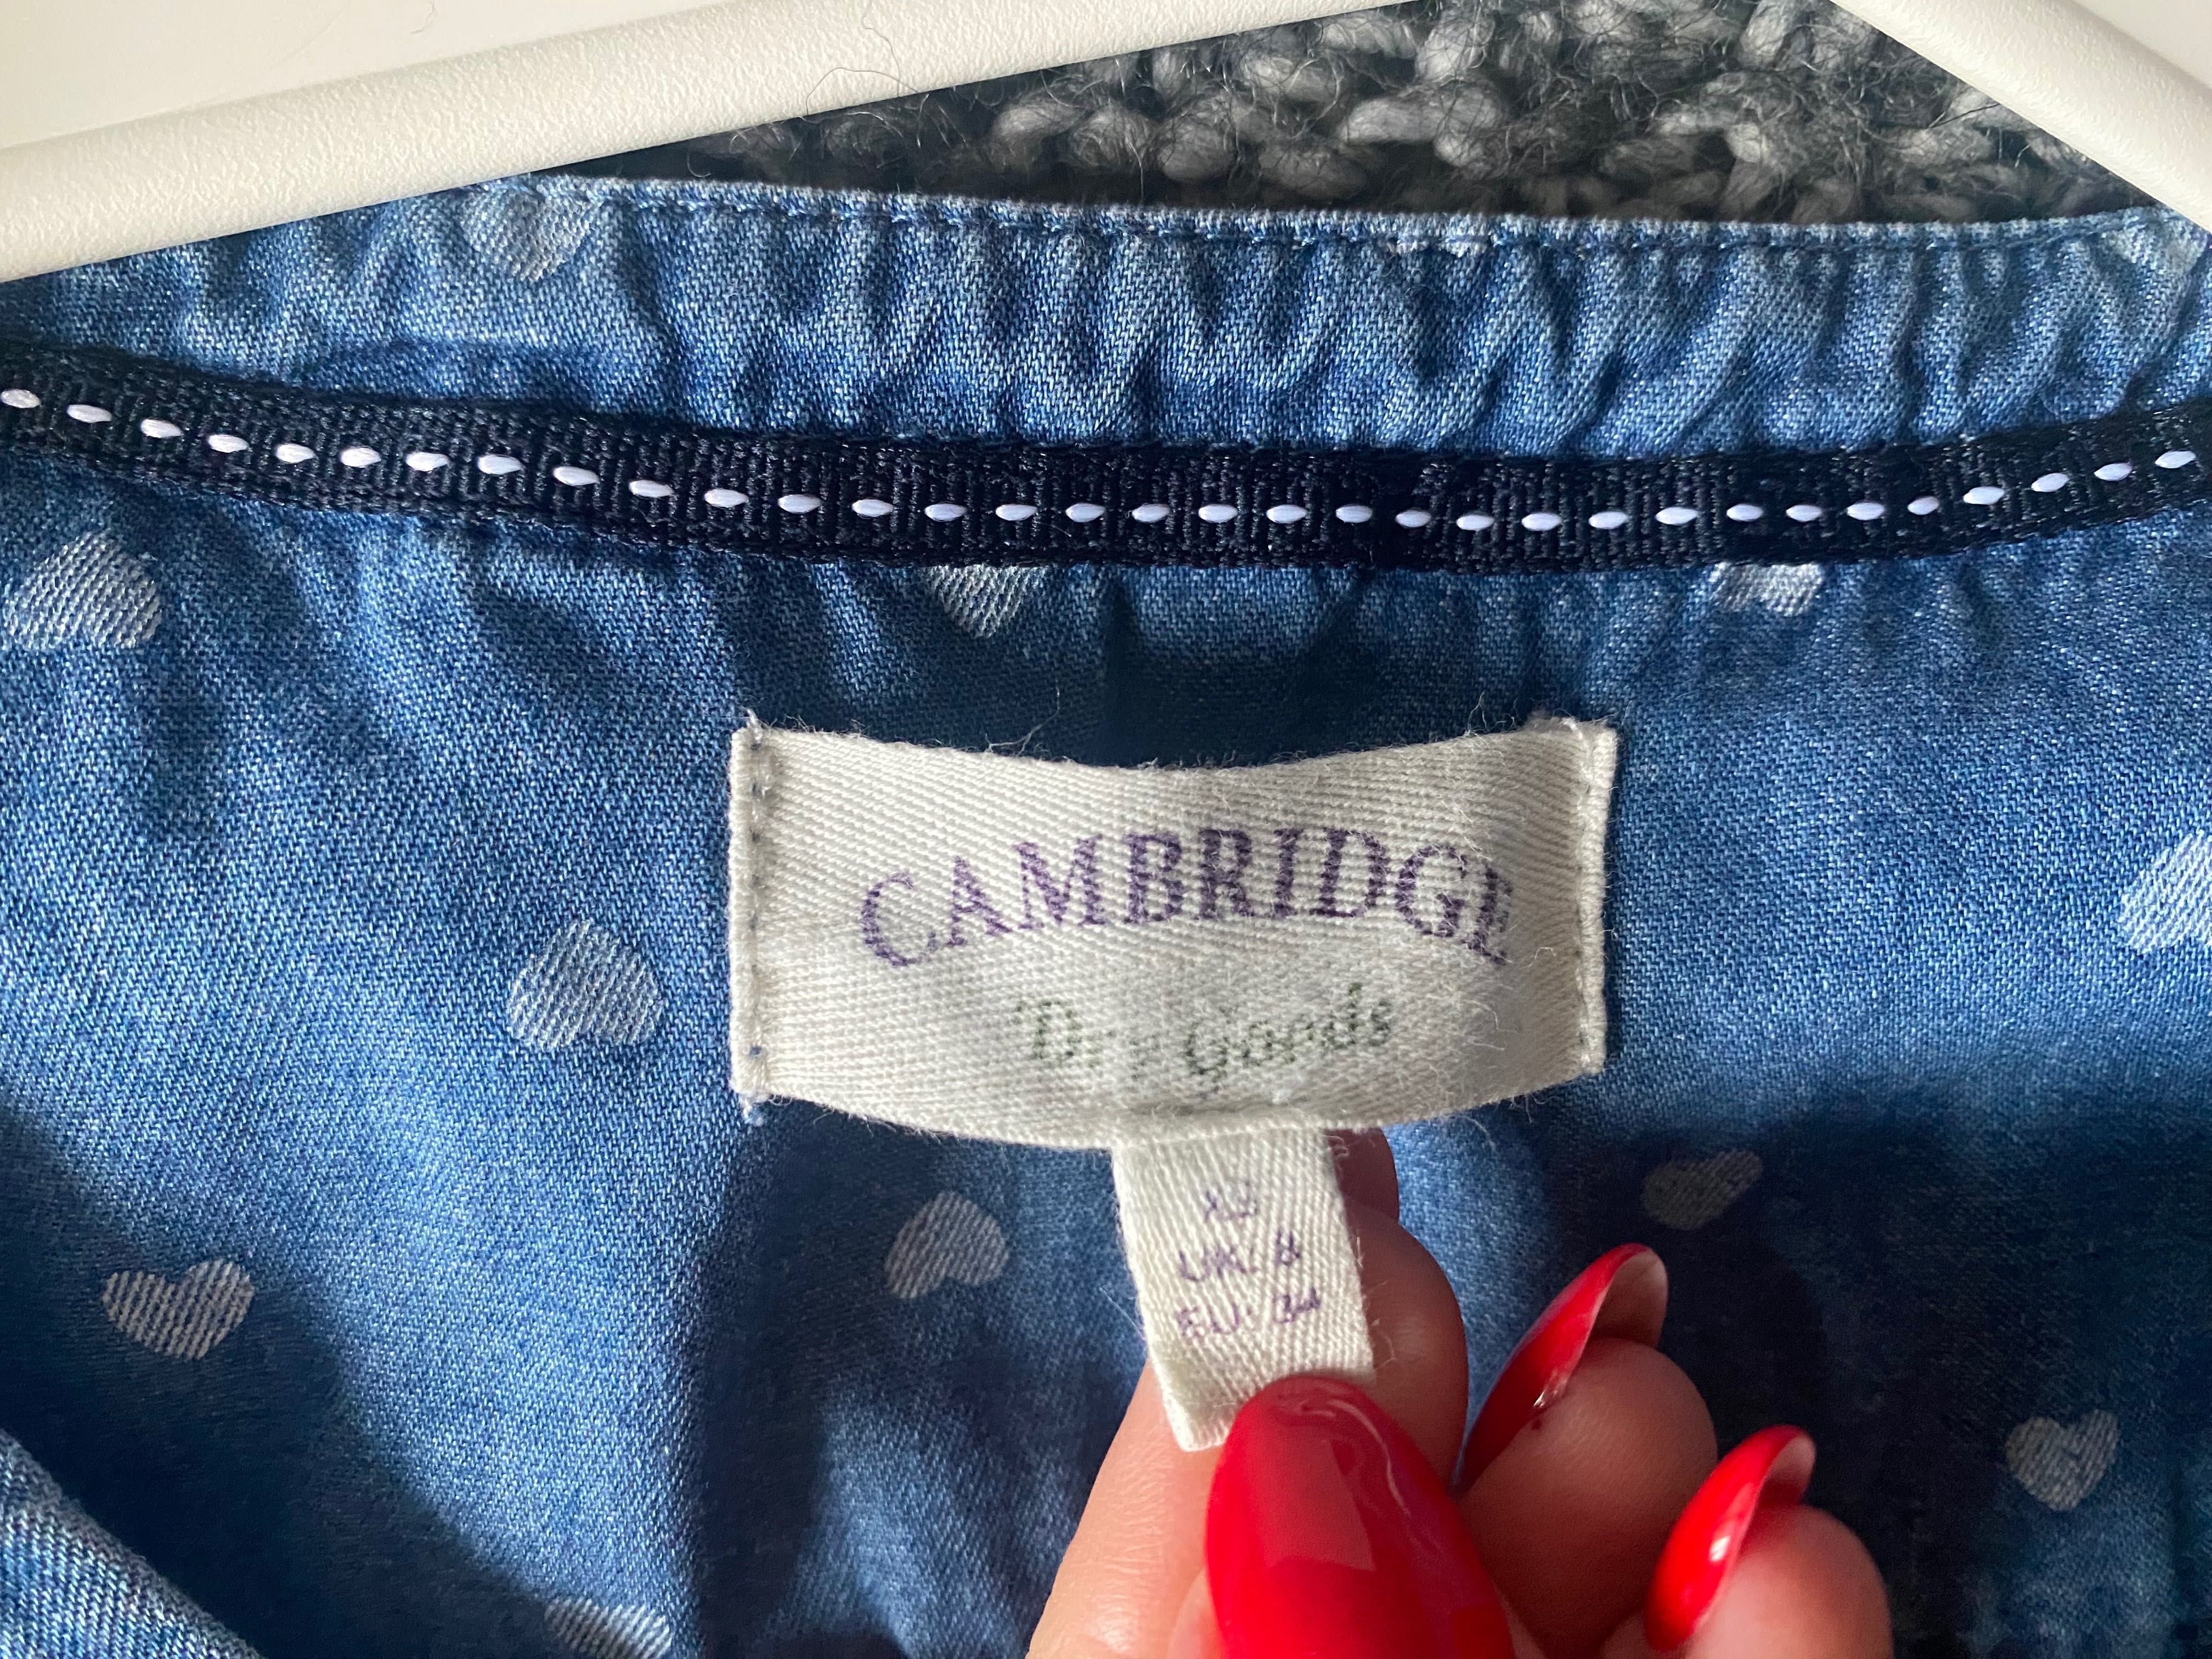 CAMBRIDGE
Dry Goods
XS
UK: 8
EU: 34